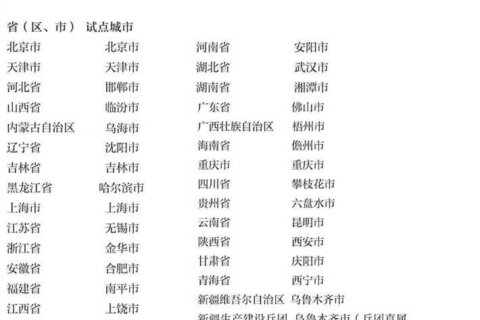 省（区、市） 试点城市
北京市 北京市
天津市 天津市
河北省 邯郸市
山西省 临汾市
内蒙古自治区 乌海市
辽宁省 沈阳市
吉林省 吉林市
黑龙江省 哈尔滨市
上海市 上海市
江苏省 无锡市
浙江省 金华市
安徽省 合肥市
福建省 南平市
江西省 上饶市
河南省 安阳市
湖北省 武汉市
湖南省 湘潭市
广东省 佛山市
广西壮族自治区 梧州市
海南省 儋州市
重庆市 重庆市
四川省 攀枝花市
贵州省 六盘水市
云南省 昆明市
陕西省 西安市
甘肃省 庆阳市
青海省 西宁市
新疆维吾尔自治区 乌鲁木齐市
新疆生产建设兵团 乌鲁木齐市（兵团直属